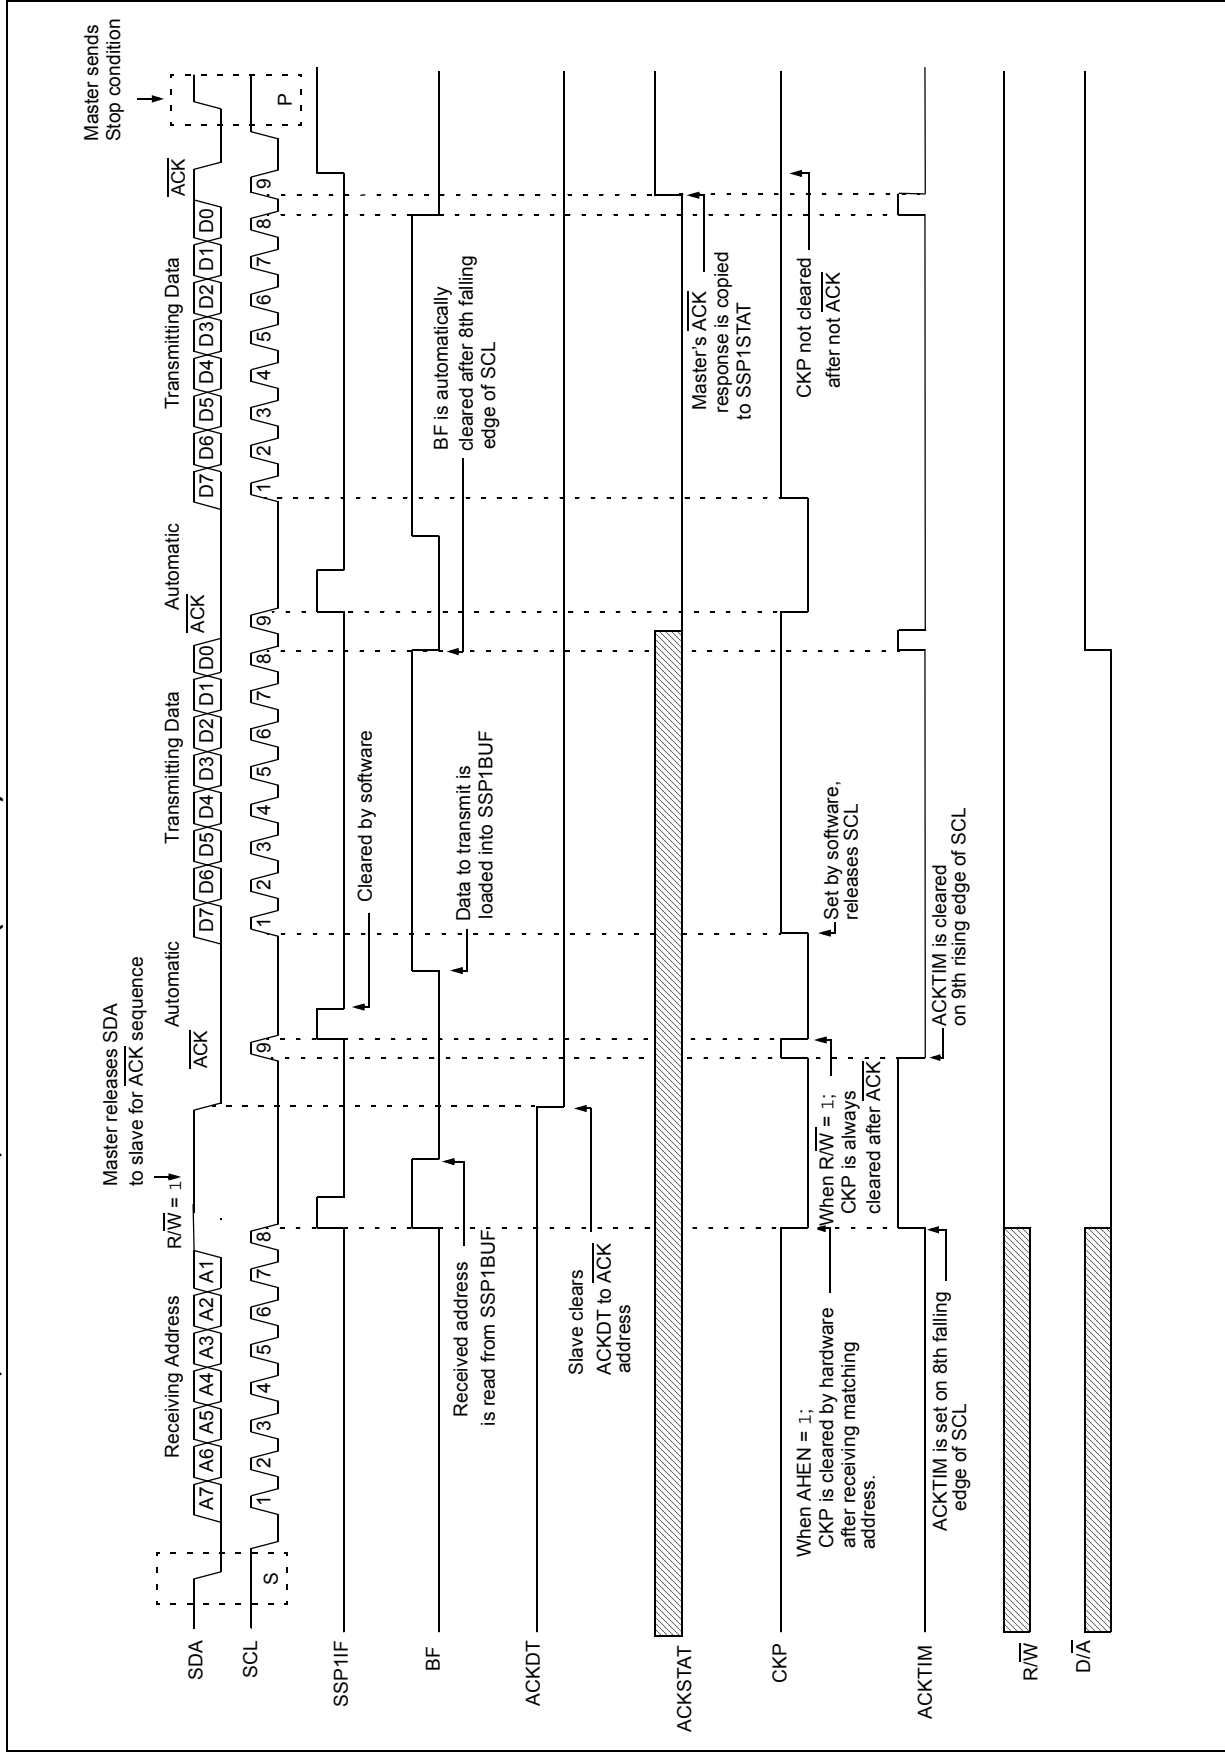 Master sends
Stop condition
Master releases SDA
to slave for ACK sequence
Receiving Address
R/W = 1
ACK
Automatic
Transmitting Data
ACK
Automatic
Transmitting Data
ACK
SDA
A7 A6 A5 A4 A3 A2 A1
D7 D6 D5 D4 D3 D2 D1 D0
D7 D6 D5 D4 D3 D2 D1 D0
SCL
S
1 2 3 4 5 6 7 8 9
1 2 3 4 5 6 7 8 9
1 2 3 4 5 6 7 8 9
P
SSP1IF
Cleared by software
BF
Received address
is read from SSP1BUF
Data to transmit is
loaded into SSP1BUF
BF is automatically
cleared after 8th falling
edge of SCL
ACKDT
Slave clears
ACKDT to ACK
address
ACKSTAT
Master's ACK
response is copied
to SSP1STAT
CKP
When AHEN = 1;
CKP is cleared by hardware
after receiving matching
address.
When R/W = 1;
CKP is always
cleared after ACK
Set by software,
releases SCL
CKP not cleared
after not ACK
ACKTIM
ACKTIM is set on 8th falling
edge of SCL
ACKTIM is cleared
on 9th rising edge of SCL
R/W
D/A